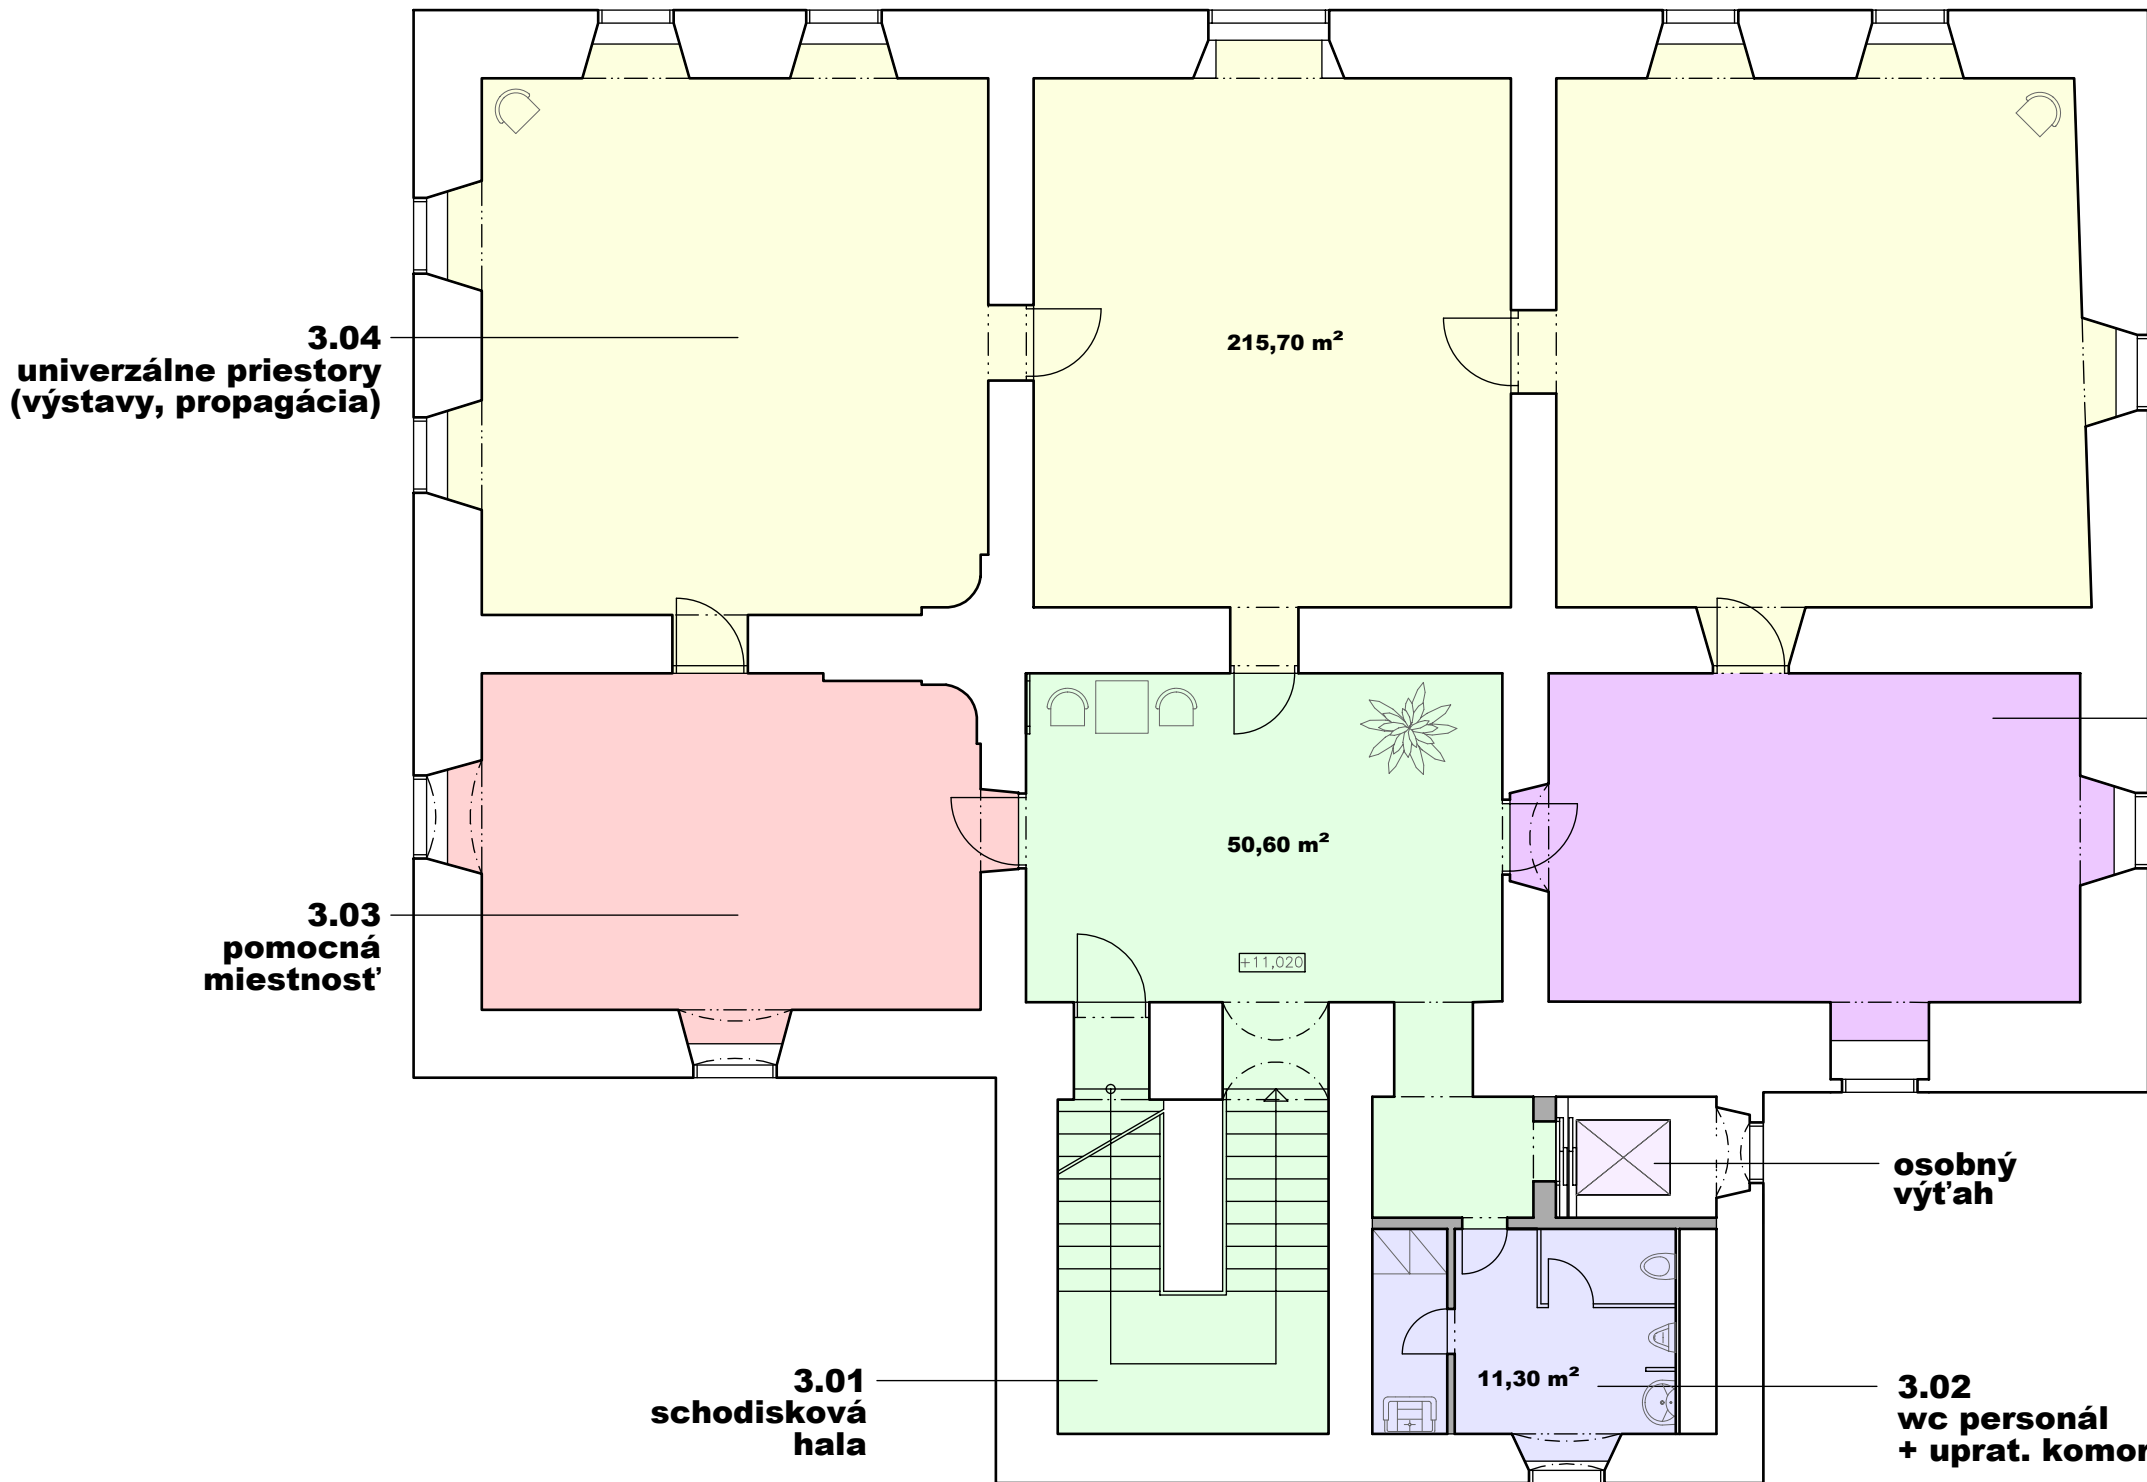 3.04
univerzálne priestory
(výstavy, propagácia)
215,70 m²
3.03
pomocná
miestnosť
50,60 m²
+11,020
osobný
výťah
3.01
schodisková
hala
11,30 m²
3.02
wc personál
+ uprat. komor